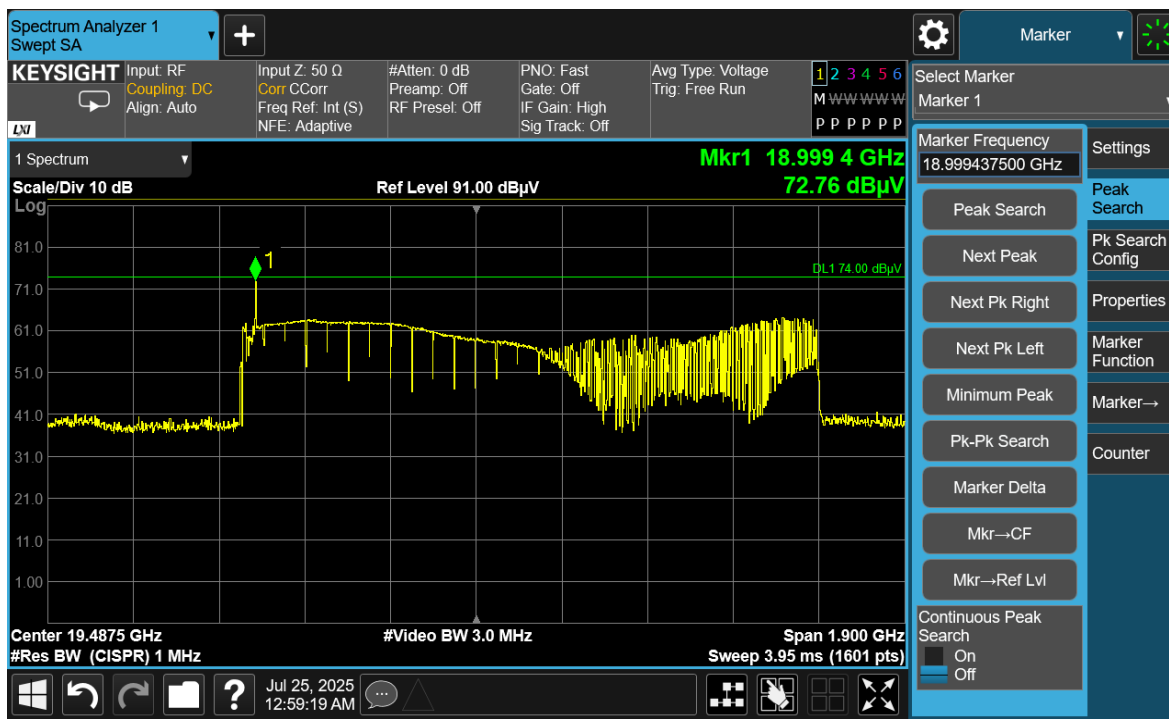 Spectrum Analyzer 1
Swept SA
+
Marker
KEYSIGHT
LXI
Input: RF
Coupling: DC
Align: Auto
Input Z: 50 Ω
Corr CCorr
Freq Ref: Int (S)
NFE: Adaptive
#Atten: 0 dB
Preamp: Off
RF Presel: Off
PNO: Fast
Gate: Off
IF Gain: High
Sig Track: Off
Avg Type: Voltage
Trig: Free Run
1 2 3 4 5 6
M W W W W W
P P P P P P
Select Marker
Marker 1
1 Spectrum
Mkr1 18.999 4 GHz
72.76 dBµV
Scale/Div 10 dB
Ref Level 91.00 dBµV
Log
81.0
71.0
61.0
51.0
41.0
31.0
21.0
11.0
1.00
1
DL1 74.00 dBµV
Center 19.4875 GHz
#Video BW 3.0 MHz
Span 1.900 GHz
#Res BW (CISPR) 1 MHz
Sweep 3.95 ms (1601 pts)
Marker Frequency
18.999437500 GHz
Peak Search
Next Peak
Next Pk Right
Next Pk Left
Minimum Peak
Pk-Pk Search
Marker Delta
Mkr→CF
Mkr→Ref Lvl
Continuous Peak
Search
On
Off
Settings
Peak
Search
Pk Search
Config
Properties
Marker
Function
Marker→
Counter
?
Jul 25, 2025
12:59:19 AM